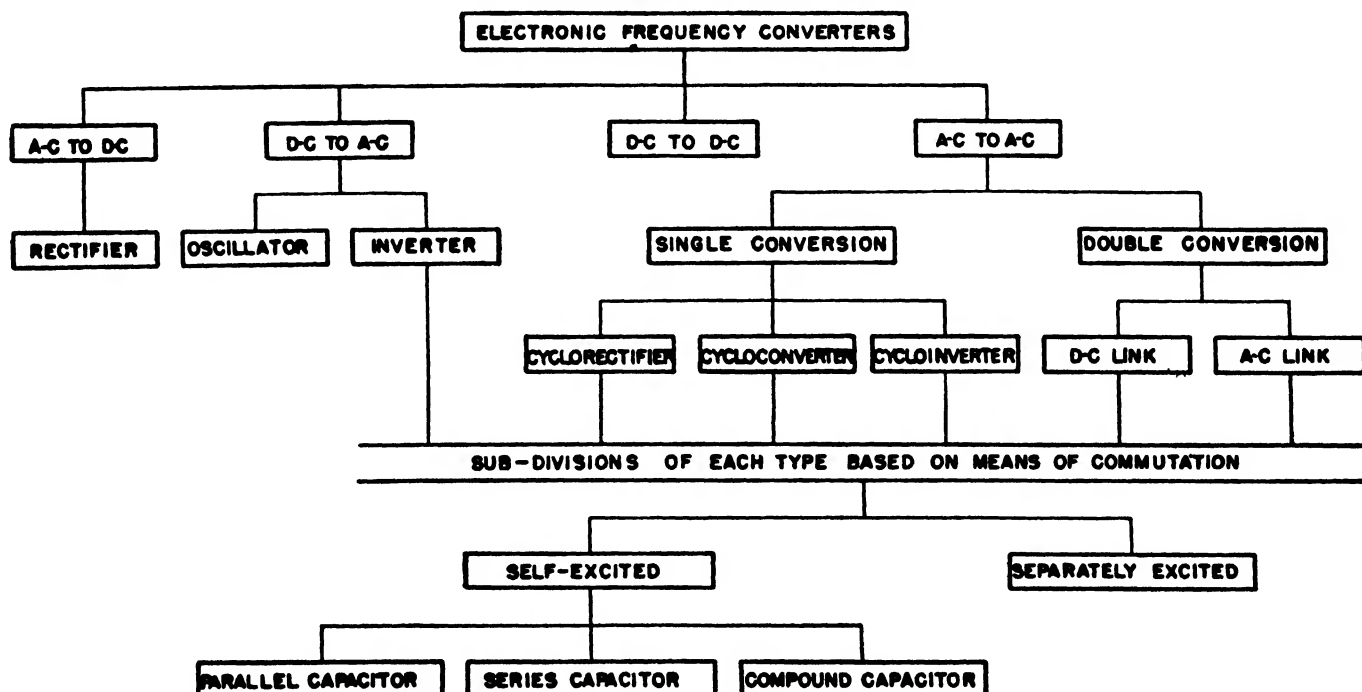 ELECTRONIC FREQUENCY CONVERTERS
A-C TO DC
D-C TO A-C
D-C TO D-C
A-C TO A-C
RECTIFIER
OSCILLATOR
INVERTER
SINGLE CONVERSION
DOUBLE CONVERSION
CYCLORECTIFIER
CYCLOCONVERTER
CYCLOINVERTER
D-C LINK
A-C LINK
SUB-DIVISIONS OF EACH TYPE BASED ON MEANS OF COMMUTATION
SELF-EXCITED
SEPARATELY EXCITED
PARALLEL CAPACITOR
SERIES CAPACITOR
COMPOUND CAPACITOR